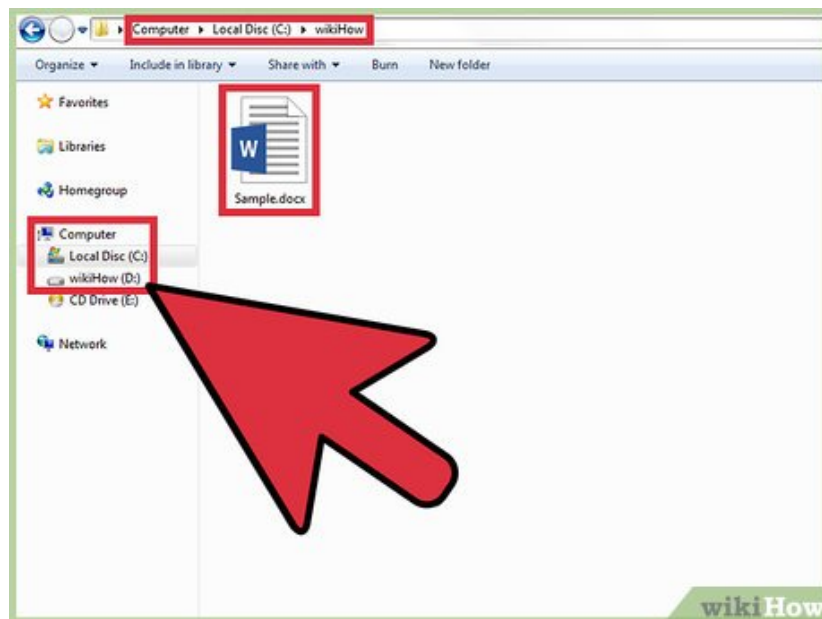 Computer ▸ Local Disc (C:) ▸ wikiHow
Organize ▾ Include in library ▾ Share with ▾ Burn New folder
Favorites
Libraries
Homegroup
Computer
Local Disc (C:)
wikiHow (D:)
CD Drive (E:)
Network
W
Sample.docx
wikiHow